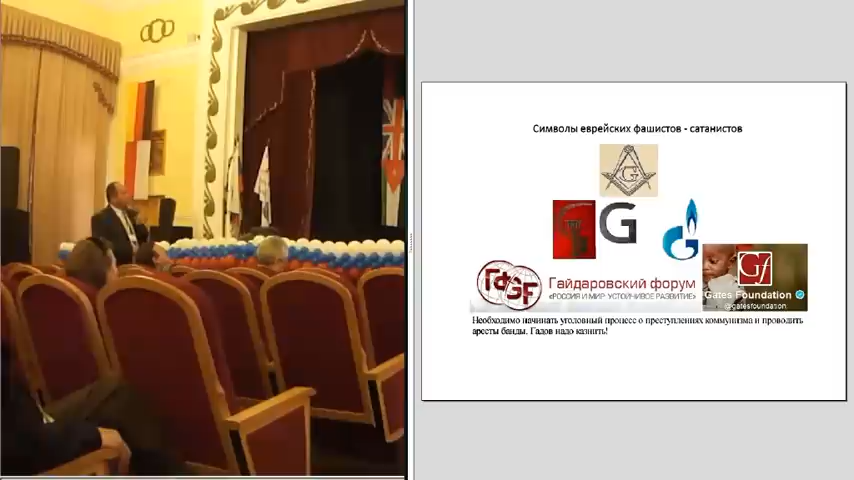 Символы еврейских фашистов - сатанистов
G
G
Гайдаровский форум
«РОССИЯ И МИР: УСТОЙЧИВОЕ РАЗВИТИЕ»
Gf
Gates Foundation
@gatesfoundation
Необходимо начинать уголовный процесс о преступлениях коммунизма и проводить
аресты банды. Гадов надо казнить!